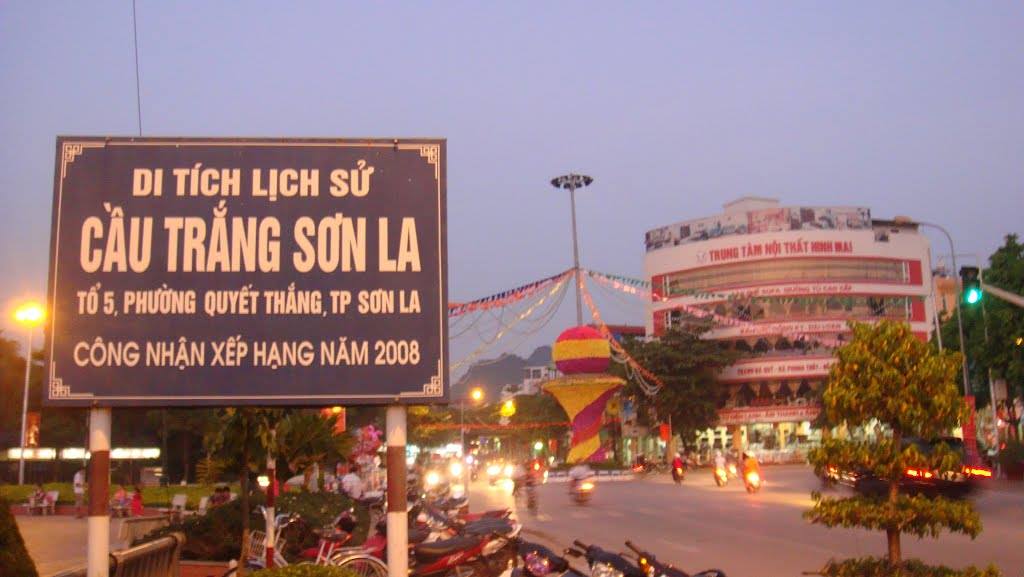 DI TÍCH LỊCH SỬ
CẦU TRẮNG SƠN LA
TỔ 5, PHƯỜNG QUYẾT THẮNG, TP SƠN LA
CÔNG NHẬN XẾP HẠNG NĂM 2008
TRUNG TÂM NỘI THẤT NINH MAI